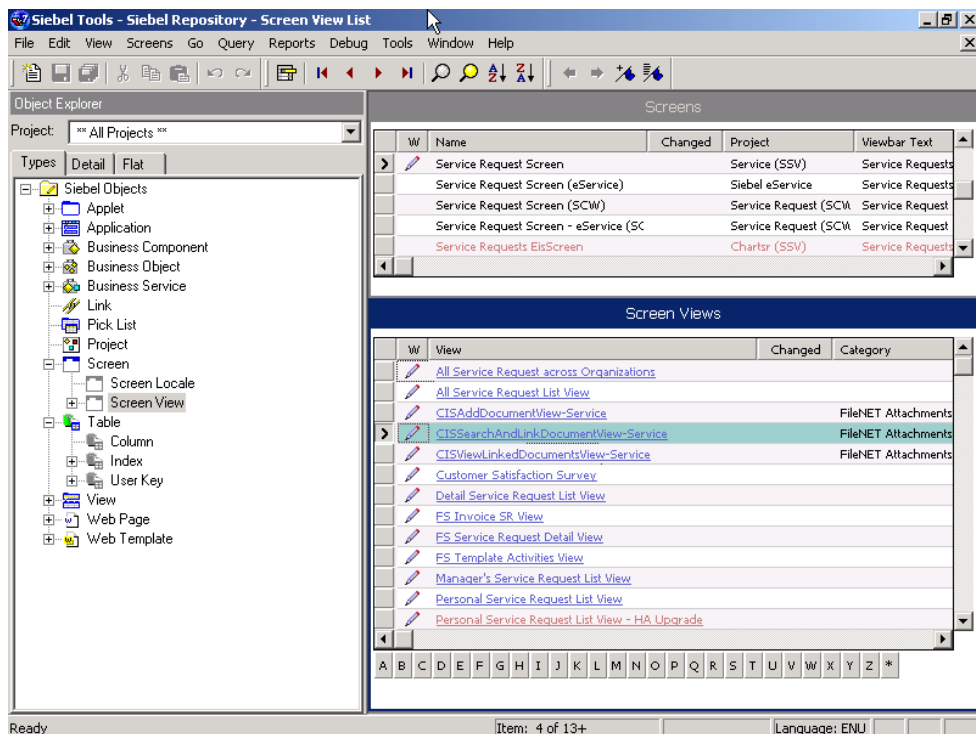 Siebel Tools - Siebel Repository - Screen View List
File Edit View Screens Go Query Reports Debug Tools Window Help
Object Explorer
Project: ** All Projects **
Types Detail Flat
Siebel Objects
Applet
Application
Business Component
Business Object
Business Service
Link
Pick List
Project
Screen
Screen Locale
Screen View
Table
Column
Index
User Key
View
Web Page
Web Template
Screens
W Name Changed Project Viewbar Text
Service Request Screen Service (SSV) Service Requests
Service Request Screen (eService) Siebel eService Service Requests
Service Request Screen (SCW) Service Request (SCW Service Request
Service Request Screen - eService (SC Service Request (SCW Service Request
Service Requests EisScreen Chartsr (SSV) Service Requests
Screen Views
W View Changed Category
All Service Request across Organizations
All Service Request List View
CISAddDocumentView-Service FileNET Attachments
CISSearchAndLinkDocumentView-Service FileNET Attachments
CISViewLinkedDocumentsView-Service FileNET Attachments
Customer Satisfaction Survey
Detail Service Request List View
FS Invoice SR View
FS Service Request Detail View
FS Template Activities View
Manager's Service Request List View
Personal Service Request List View
Personal Service Request List View - HA Upgrade
A B C D E F G H I J K L M N O P Q R S T U V W X Y Z *
Ready Item: 4 of 13+ Language: ENU